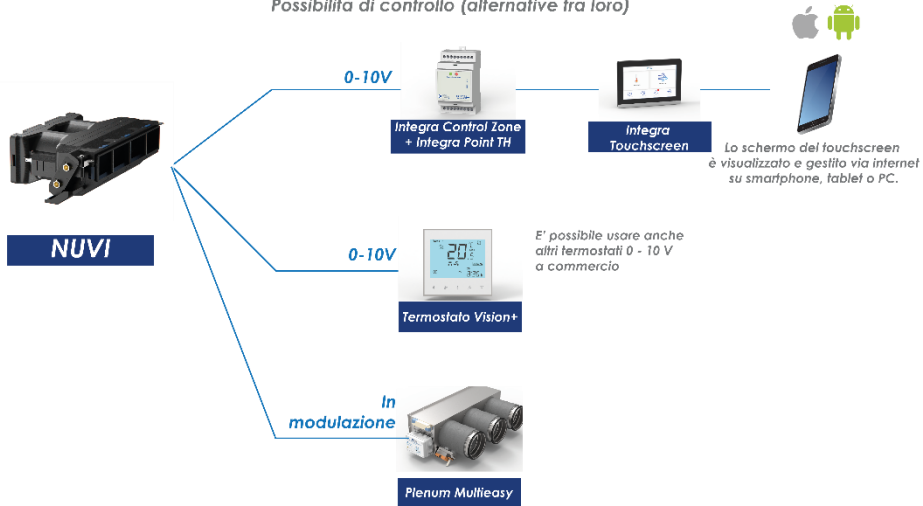 Possibilità di controllo (alternative tra loro)
0-10V
Integra Control Zone
+ Integra Point TH
Integra
Touchscreen
Lo schermo del touchscreen
è visualizzato e gestito via internet
su smartphone, tablet o PC.
NUVI
0-10V
E' possibile usare anche
altri termostati 0 - 10 V
a commercio
20
Termostato Vision+
In
modulazione
Plenum Multieasy